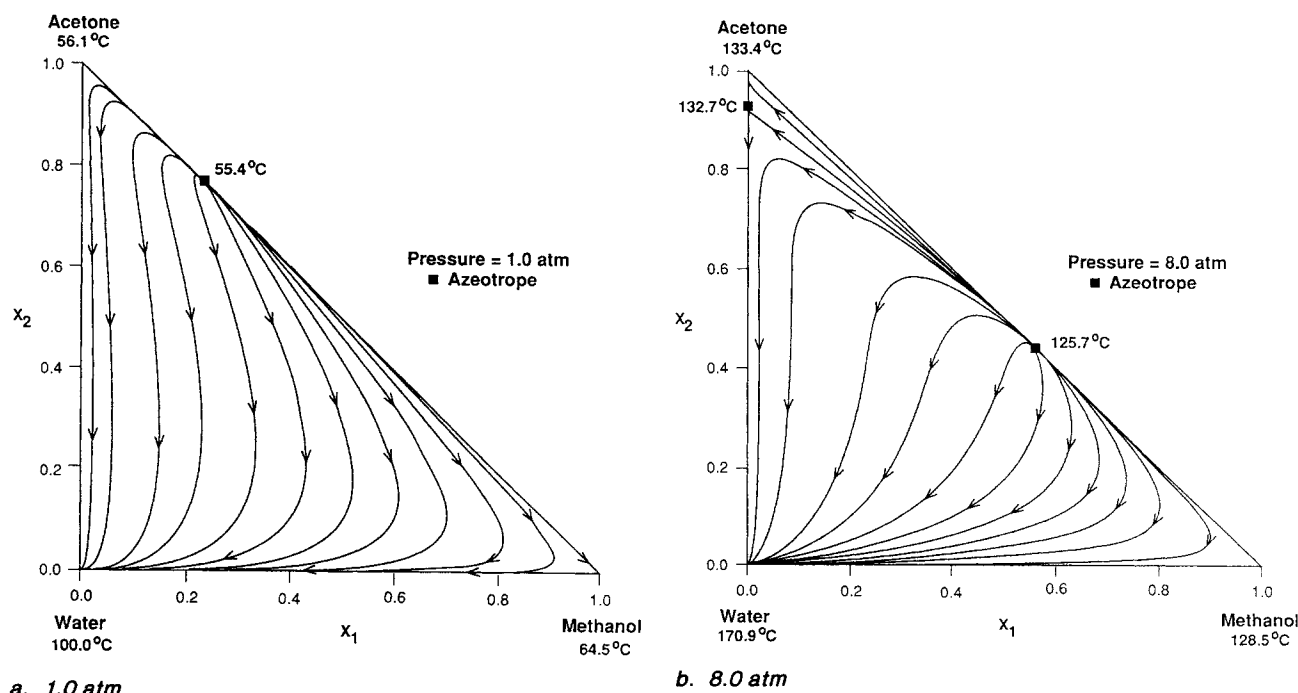 Acetone
56.1°C
1.0
0.8
0.6
0.4
0.2
0.0
X2
55.4°C
Pressure = 1.0 atm
■ Azeotrope
0.0
0.2
0.4
0.6
0.8
1.0
Water
100.0°C
X1
Methanol
64.5°C
a. 1.0 atm
Acetone
133.4°C
1.0
132.7°C
0.8
0.6
0.4
0.2
0.0
X2
Pressure = 8.0 atm
■ Azeotrope
125.7°C
0.0
0.2
0.4
0.6
0.8
1.0
Water
170.9°C
X1
Methanol
128.5°C
b. 8.0 atm